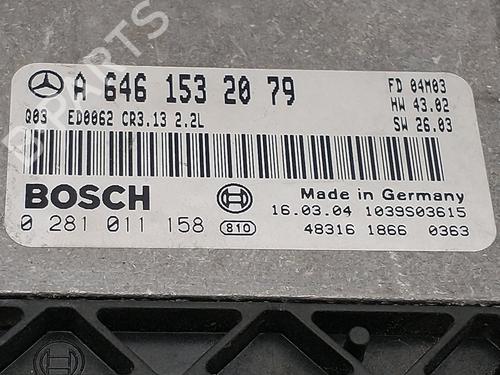 A 646 153 20 79
FD 04M03
HW 43.02
SW 26.03
Q03 ED0062 CR3.13 2.2L
BOSCH
Made in Germany
16.03.04 1039S03615
0 281 011 158
810
48316 1866 0363
B PARTS